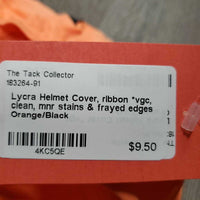 The Tack Collector
163264-91
Lycra Helmet Cover, ribbon *vgc,
clean, mnr stains & frayed edges
Orange/Black
4KC5QE
$9.50